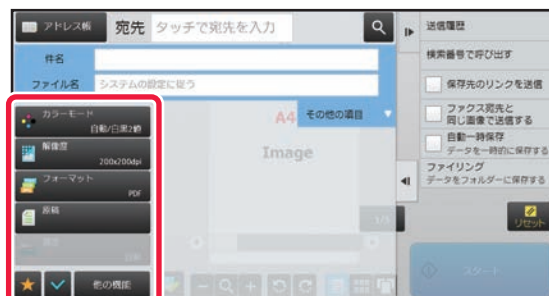 アドレス帳
宛先
タッチで宛先を入力
件名
ファイル名
システムの設定に従う
カラーモード
自動/白黒2値
解像度
200x200dpi
フォーマット
PDF
原稿
他の機能
A4
その他の項目
Image
1/1
送信履歴
検索番号で呼び出す
保存先のリンクを送信
ファクス宛先と
同じ画像で送信する
自動一時保存
データを一時的に保存する
ファイリング
データをフォルダーに保存する
リセット
スタート